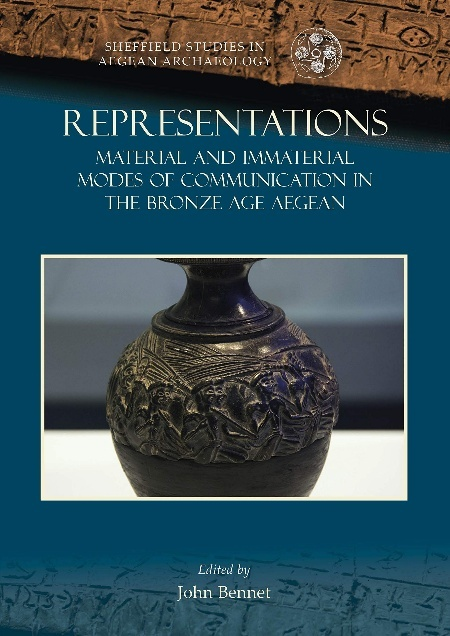 SHEFFIELD STUDIES IN
AEGEAN ARCHAEOLOGY
REPRESENTATIONS
MATERIAL AND IMMATERIAL
MODES OF COMMUNICATION IN
THE BRONZE AGE AEGEAN
Edited by
John Bennet